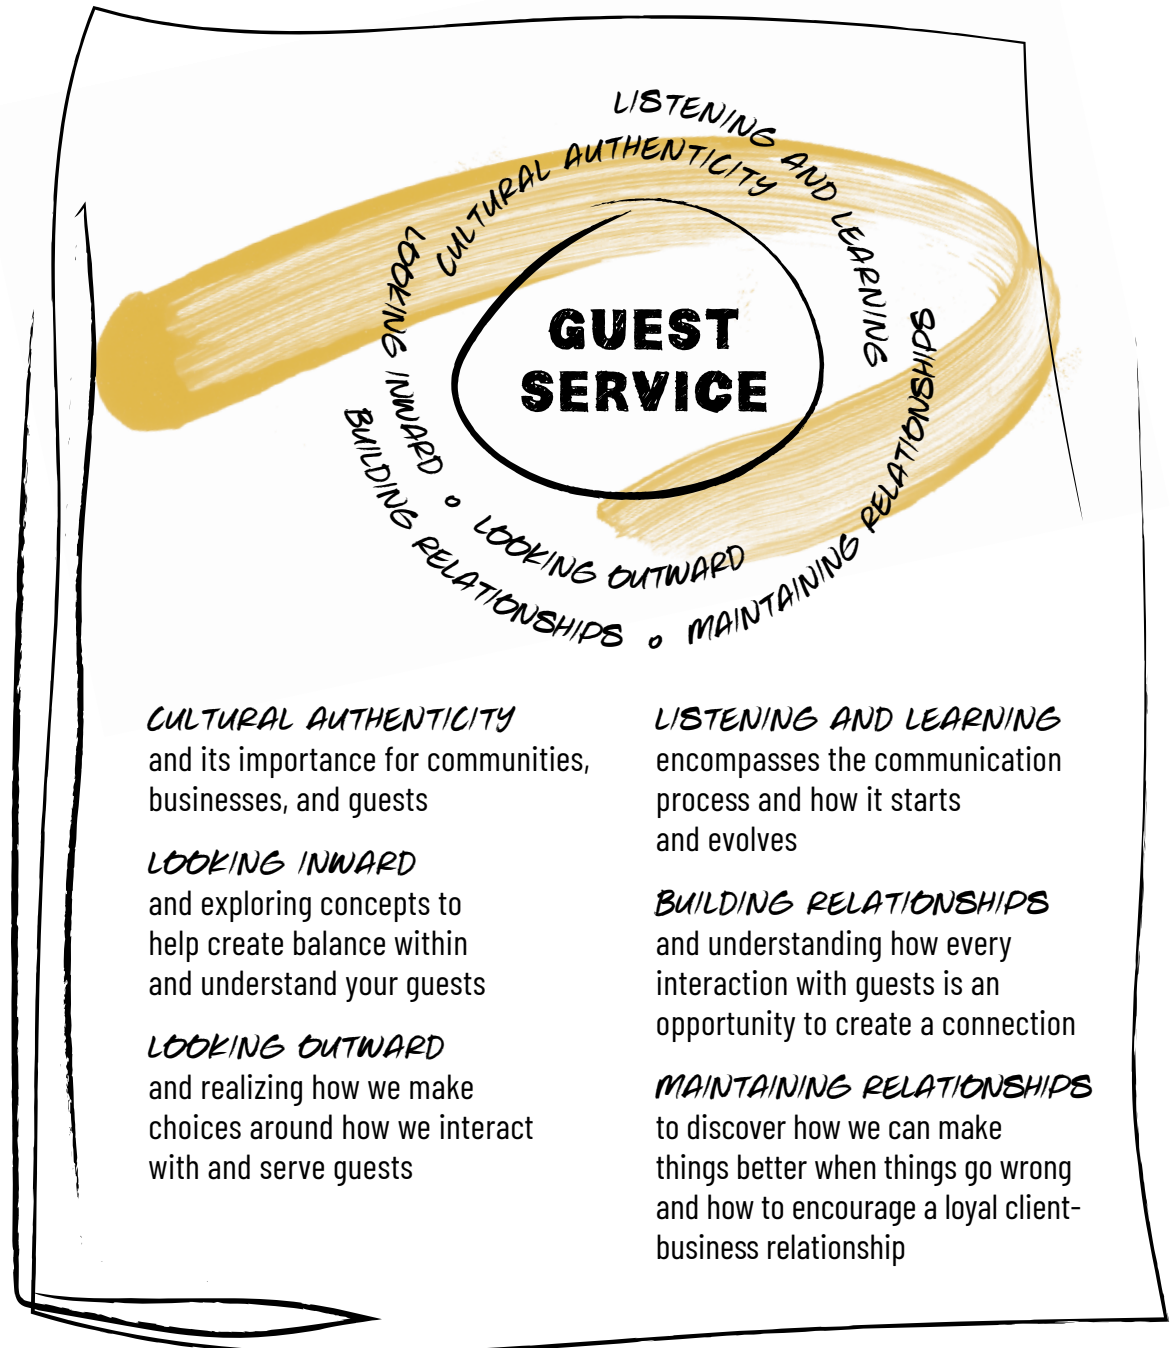 LISTENING AND LEARNING
CULTURAL AUTHENTICITY
LOOKING INWARD o LOOKING OUTWARD
BUILDING RELATIONSHIPS o MAINTAINING RELATIONSHIPS
GUEST
SERVICE
CULTURAL AUTHENTICITY
and its importance for communities,
businesses, and guests
LOOKING INWARD
and exploring concepts to
help create balance within
and understand your guests
LOOKING OUTWARD
and realizing how we make
choices around how we interact
with and serve guests
LISTENING AND LEARNING
encompasses the communication
process and how it starts
and evolves
BUILDING RELATIONSHIPS
and understanding how every
interaction with guests is an
opportunity to create a connection
MAINTAINING RELATIONSHIPS
to discover how we can make
things better when things go wrong
and how to encourage a loyal client-
business relationship